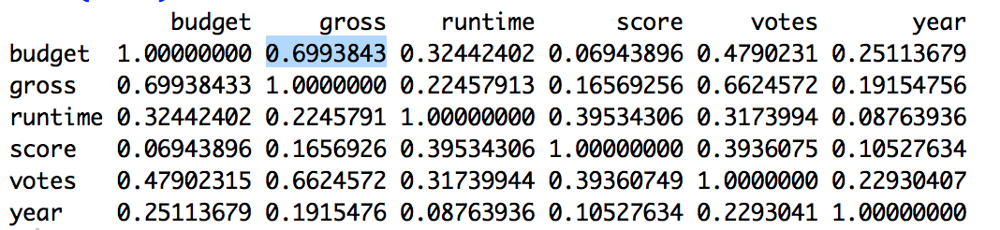 budget gross runtime score votes year
budget 1.00000000 0.6993843 0.32442402 0.06943896 0.4790231 0.25113679
gross 0.69938433 1.0000000 0.22457913 0.16569256 0.6624572 0.19154756
runtime 0.32442402 0.2245791 1.00000000 0.39534306 0.3173994 0.08763936
score 0.06943896 0.1656926 0.39534306 1.00000000 0.3936075 0.10527634
votes 0.47902315 0.6624572 0.31739944 0.39360749 1.0000000 0.22930407
year 0.25113679 0.1915476 0.08763936 0.10527634 0.2293041 1.00000000